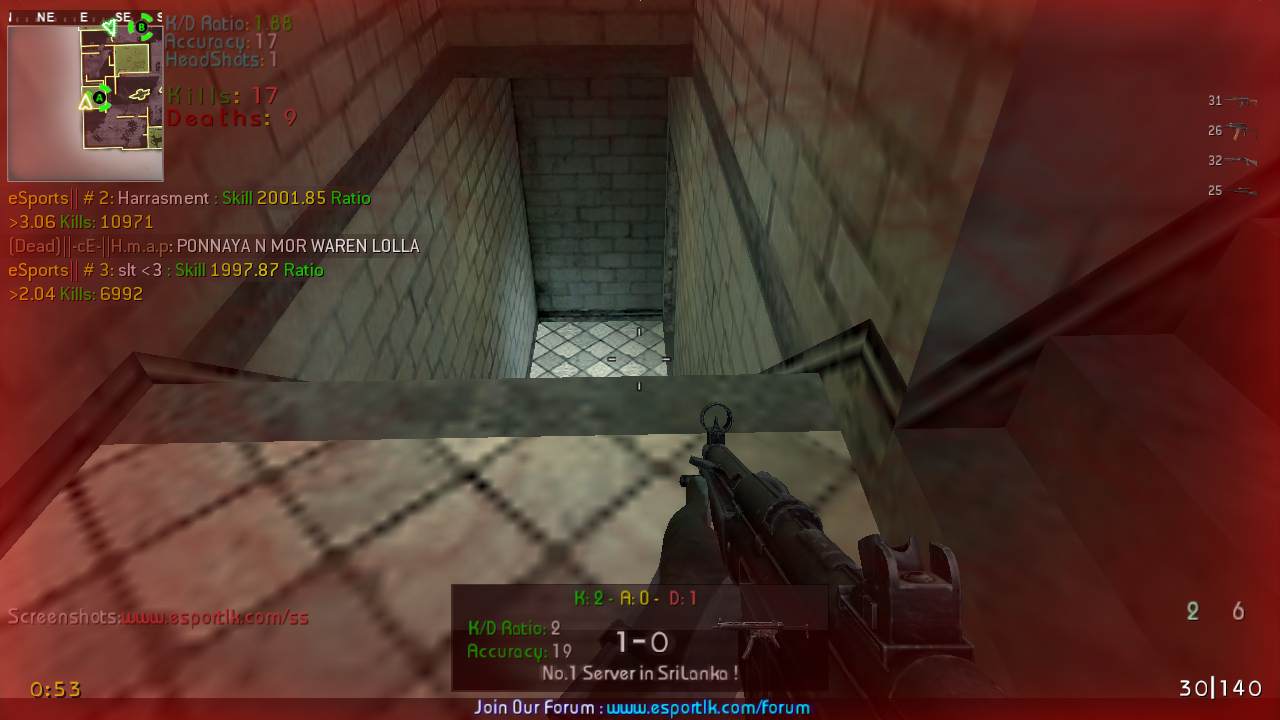 NE E SE S
B
A
K/D Ratio: 1.88
Accuracy: 17
HeadShots: 1
Kills: 17
Deaths: 9
31
26
32
25
eSports|| # 2: Harrasment : Skill 2001.85 Ratio
>3.06 Kills: 10971
(Dead)||-cE-||H.m.a.p: PONNAYA N MOR WAREN LOLLA
eSports|| # 3: slt <3 : Skill 1997.87 Ratio
>2.04 Kills: 6992
Screenshots:www.esportlk.com/ss
K: 2 - A: 0 - D: 1
K/D Ratio: 2
1-0
Accuracy: 19
No.1 Server in SriLanka !
2 6
0:53
30|140
Join Our Forum : www.esportlk.com/forum